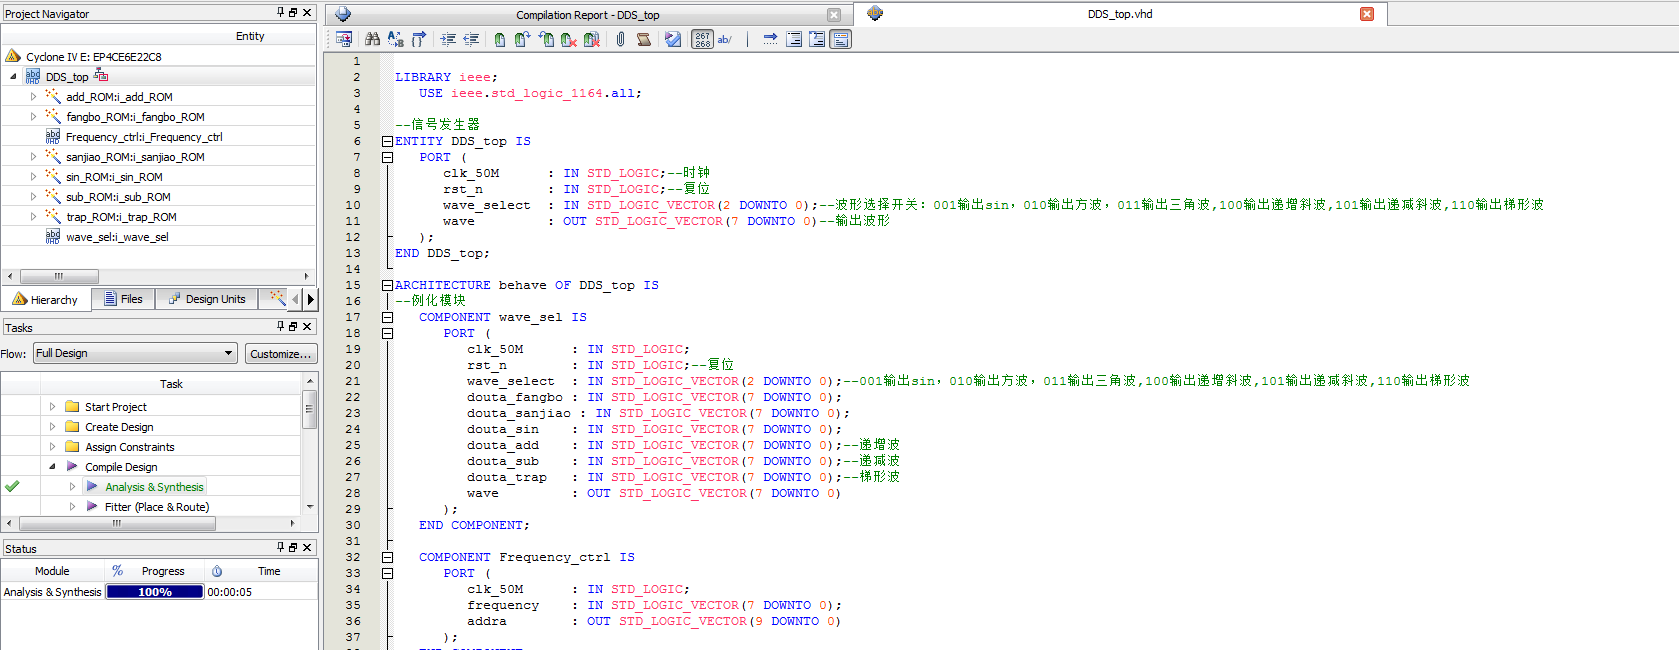 Project Navigator
Entity
Cyclone IV E: EP4CE6E22C8
DDS_top
add_ROM:i_add_ROM
fangbo_ROM:i_fangbo_ROM
Frequency_ctrl:i_Frequency_ctrl
sanjiao_ROM:i_sanjiao_ROM
sin_ROM:i_sin_ROM
sub_ROM:i_sub_ROM
trap_ROM:i_trap_ROM
wave_sel:i_wave_sel
Hierarchy Files Design Units
Tasks
Flow: Full Design Customize...
Task
Start Project
Create Design
Assign Constraints
Compile Design
Analysis & Synthesis
Fitter (Place & Route)
Status
Module % Progress Time
Analysis & Synthesis 100% 00:00:05
Compilation Report - DDS_top DDS_top.vhd
267 268 ab/
1
2 LIBRARY ieee;
3 USE ieee.std_logic_1164.all;
4
5 --信号发生器
6 ENTITY DDS_top IS
7 PORT (
8 clk_50M : IN STD_LOGIC;--时钟
9 rst_n : IN STD_LOGIC;--复位
10 wave_select : IN STD_LOGIC_VECTOR(2 DOWNTO 0);--波形选择开关：001输出sin，010输出方波，011输出三角波,100输出递增斜波,101输出递减斜波,110输出梯形波
11 wave : OUT STD_LOGIC_VECTOR(7 DOWNTO 0)--输出波形
12 );
13 END DDS_top;
14
15 ARCHITECTURE behave OF DDS_top IS
16 --例化模块
17 COMPONENT wave_sel IS
18 PORT (
19 clk_50M : IN STD_LOGIC;
20 rst_n : IN STD_LOGIC;--复位
21 wave_select : IN STD_LOGIC_VECTOR(2 DOWNTO 0);--001输出sin，010输出方波，011输出三角波,100输出递增斜波,101输出递减斜波,110输出梯形波
22 douta_fangbo : IN STD_LOGIC_VECTOR(7 DOWNTO 0);
23 douta_sanjiao : IN STD_LOGIC_VECTOR(7 DOWNTO 0);
24 douta_sin : IN STD_LOGIC_VECTOR(7 DOWNTO 0);
25 douta_add : IN STD_LOGIC_VECTOR(7 DOWNTO 0);--递增波
26 douta_sub : IN STD_LOGIC_VECTOR(7 DOWNTO 0);--递减波
27 douta_trap : IN STD_LOGIC_VECTOR(7 DOWNTO 0);--梯形波
28 wave : OUT STD_LOGIC_VECTOR(7 DOWNTO 0)
29 );
30 END COMPONENT;
31
32 COMPONENT Frequency_ctrl IS
33 PORT (
34 clk_50M : IN STD_LOGIC;
35 frequency : IN STD_LOGIC_VECTOR(7 DOWNTO 0);
36 addra : OUT STD_LOGIC_VECTOR(9 DOWNTO 0)
37 );